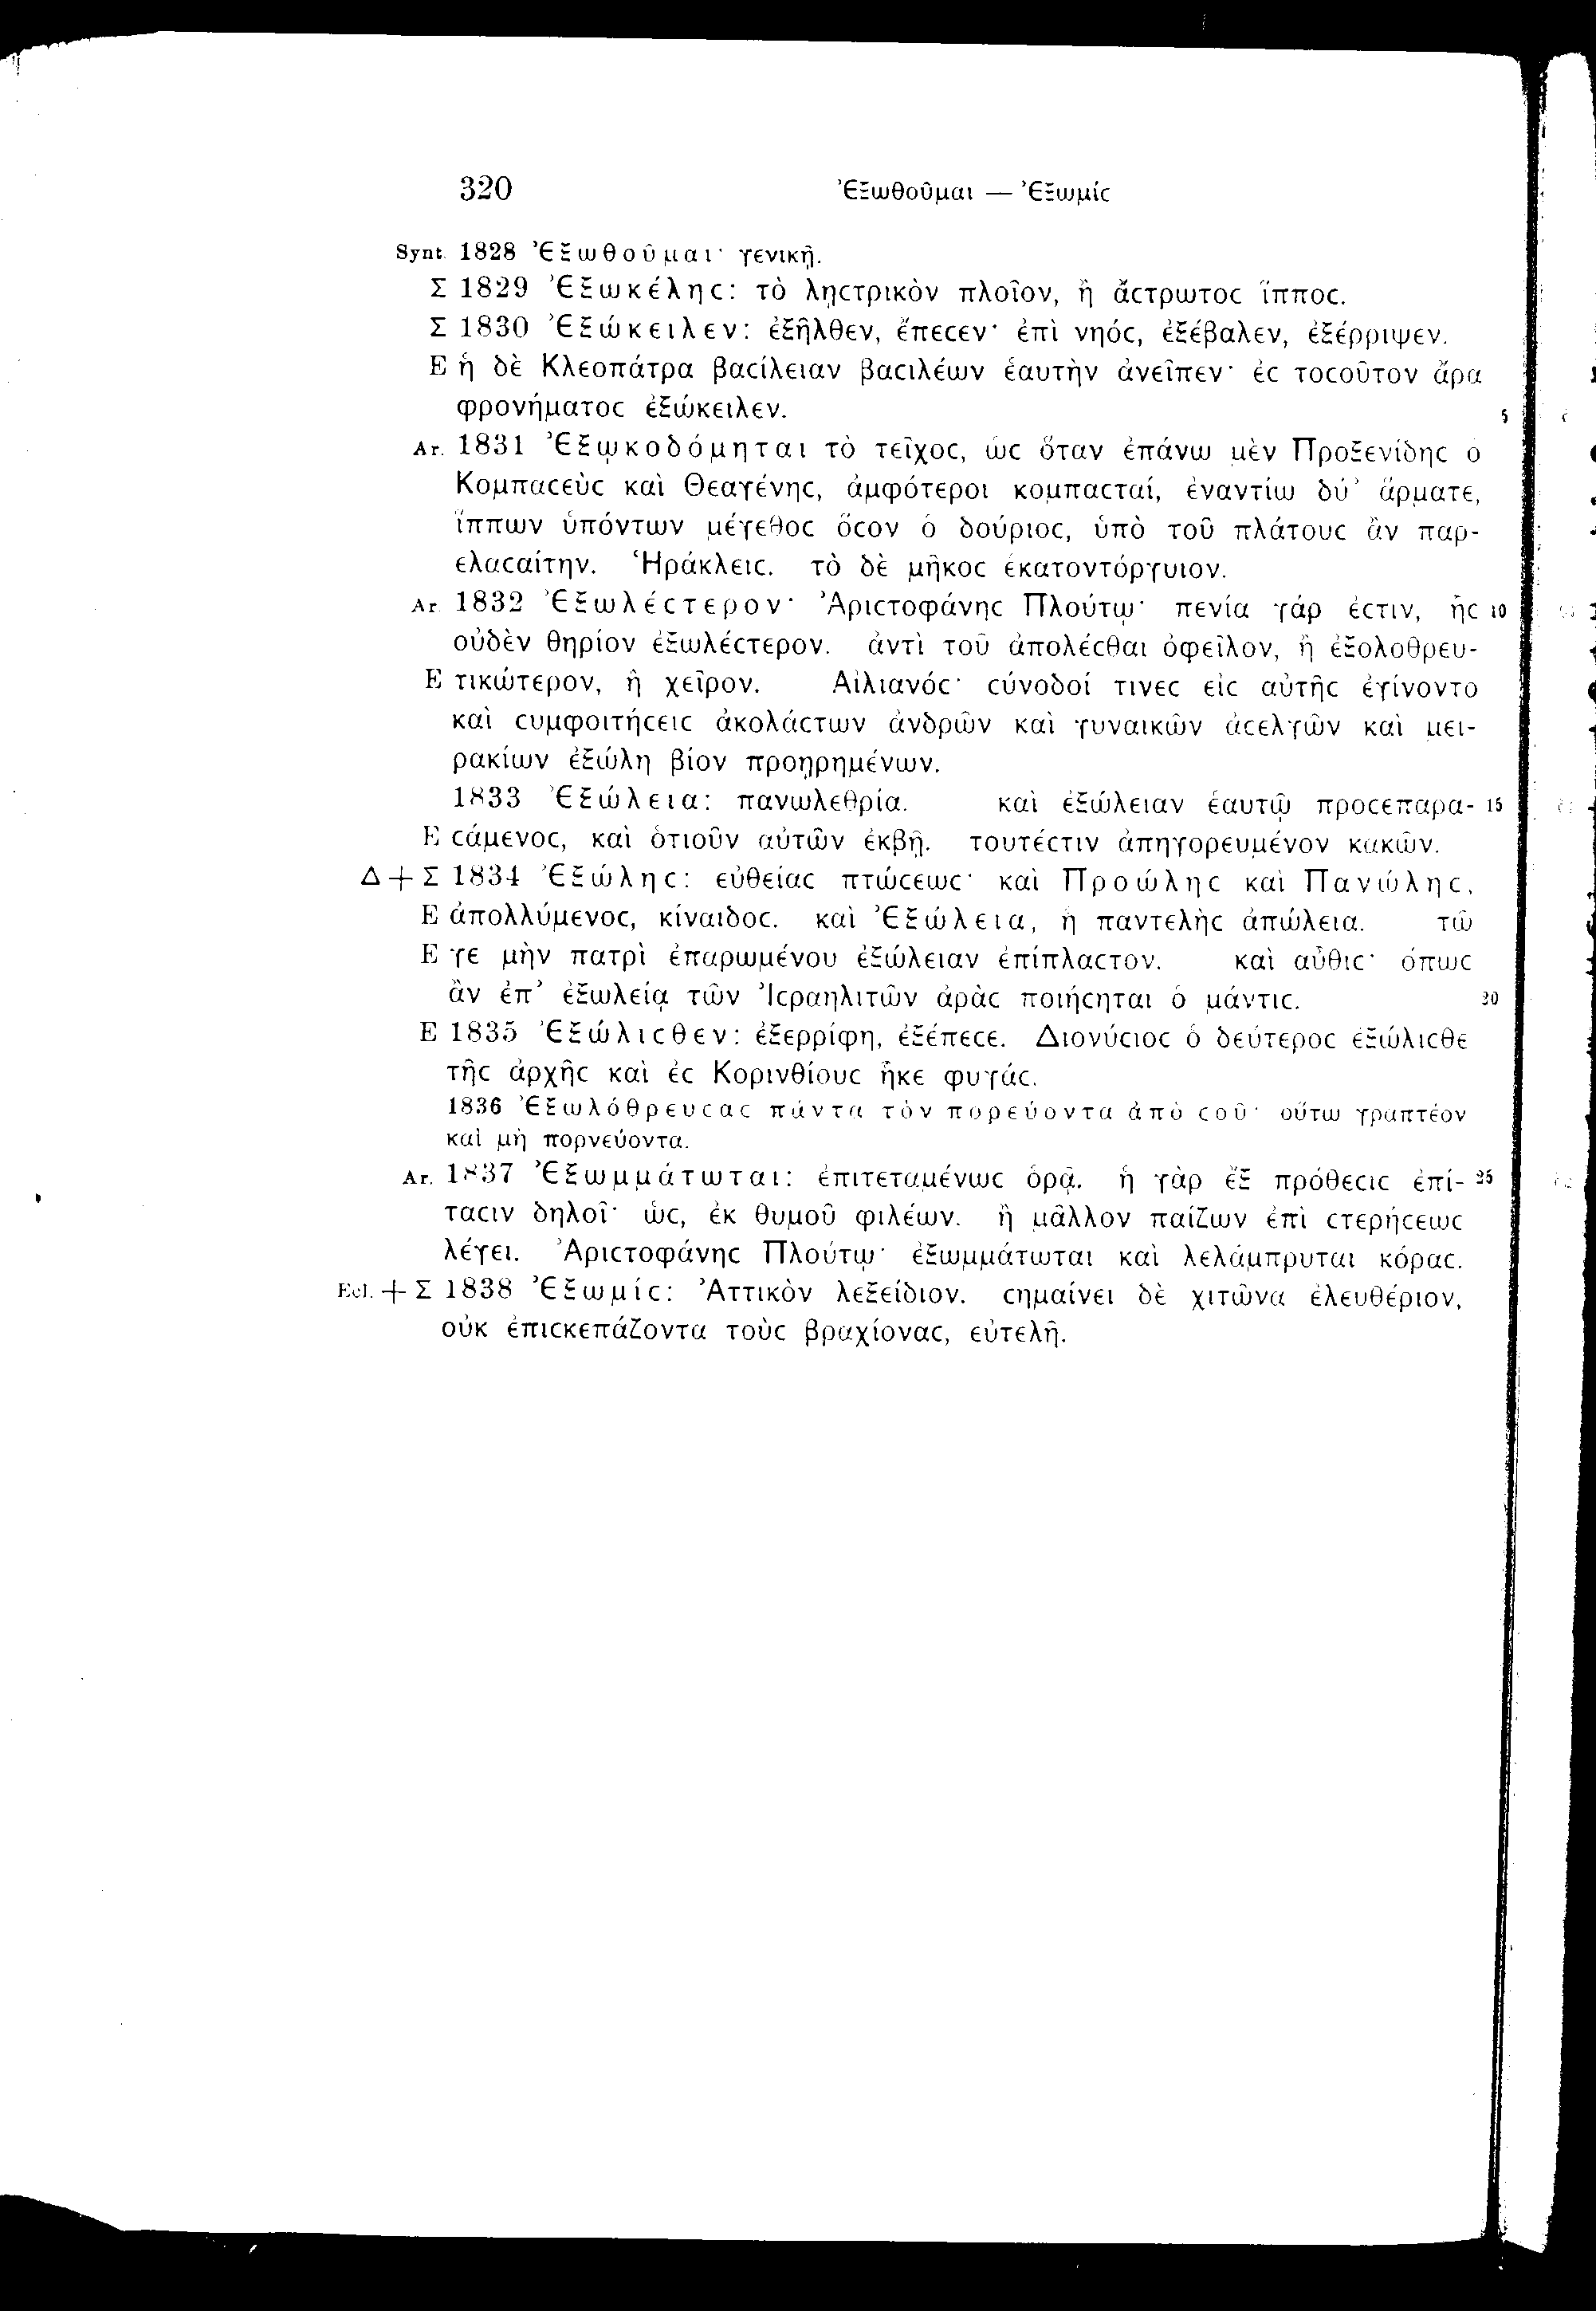 320 Ἐξωθοῦμαι — Ἐξωμίϲ
Synt. 1828 Ἐξωθοῦμαι· γενικῇ.
Σ 1829 Ἐξωκέληϲ: τὸ λῃϲτρικὸν πλοῖον, ἢ ἄϲτρωτοϲ ἵπποϲ.
Σ 1830 Ἐξώκειλεν: ἐξῆλθεν, ἔπεϲεν· ἐπὶ νηόϲ, ἐξέβαλεν, ἐξέρριψεν.
E ἡ δὲ Κλεοπάτρα βαϲίλειαν βαϲιλέων ἑαυτὴν ἀνεῖπεν· ἐϲ τοϲοῦτον ἄρα
φρονήματοϲ ἐξώκειλεν. 5
Ar. 1831 Ἐξῳκοδόμηται τὸ τεῖχοϲ, ὡϲ ὅταν ἐπάνω μὲν Προξενίδηϲ ὁ
Κομπαϲεὺϲ καὶ Θεαγένηϲ, ἀμφότεροι κομπαϲταί, ἐναντίω δύ’ ἅρματε,
ἵππων ὑπόντων μέγεθοϲ ὅϲον ὁ δούριοϲ, ὑπὸ τοῦ πλάτουϲ ἂν παρ-
ελαϲαίτην. Ἡράκλειϲ. τὸ δὲ μῆκοϲ ἑκατοντόργυιον.
Ar. 1832 Ἐξωλέϲτερον· Ἀριϲτοφάνηϲ Πλούτῳ· πενία γάρ ἐϲτιν, ἧϲ 10
οὐδὲν θηρίον ἐξωλέϲτερον. ἀντὶ τοῦ ἀπολέϲθαι ὀφεῖλον, ἢ ἐξολοθρευ-
E τικώτερον, ἢ χεῖρον. Αἰλιανόϲ· ϲύνοδοί τινεϲ εἰϲ αὐτῆϲ ἐγίνοντο
καὶ ϲυμφοιτήϲειϲ ἀκολάϲτων ἀνδρῶν καὶ γυναικῶν ἀϲελγῶν καὶ μει-
ρακίων ἐξώλη βίον προῃρημένων.
1833 Ἐξώλεια: πανωλεθρία. καὶ ἐξώλειαν ἑαυτῷ προϲεπαρα- 15
E ϲάμενοϲ, καὶ ὁτιοῦν αὐτῶν ἐκβῇ. τουτέϲτιν ἀπηγορευμένον κακῶν.
Δ + Σ 1834 Ἐξώληϲ: εὐθείαϲ πτώϲεωϲ· καὶ Προώληϲ καὶ Πανώληϲ,
E ἀπολλύμενοϲ, κίναιδοϲ. καὶ Ἐξώλεια, ἡ παντελὴϲ ἀπώλεια. τῶ
E γε μὴν πατρὶ ἐπαρωμένου ἐξώλειαν ἐπίπλαϲτον. καὶ αὖθιϲ· ὅπωϲ
ἂν ἐπ’ ἐξωλείᾳ τῶν Ἰϲραηλιτῶν ἀρὰϲ ποιήϲηται ὁ μάντιϲ. 20
E 1835 Ἐξώλιϲθεν: ἐξερρίφη, ἐξέπεϲε. Διονύϲιοϲ ὁ δεύτεροϲ ἐξώλιϲθε
τῆϲ ἀρχῆϲ καὶ ἐϲ Κορινθίουϲ ἧκε φυγάϲ.
1836 Ἐξωλόθρευϲαϲ πάντα τὸν πορεύοντα ἀπὸ ϲοῦ· οὕτω γραπτέον
καὶ μὴ πορνεύοντα.
Ar. 1837 Ἐξωμμάτωται: ἐπιτεταμένωϲ ὁρᾷ. ἡ γὰρ ἔξ πρόθεϲιϲ ἐπί- 25
ταϲιν δηλοῖ· ὡϲ, ἐκ θυμοῦ φιλέων. ἢ μᾶλλον παίζων ἐπὶ ϲτερήϲεωϲ
λέγει. Ἀριϲτοφάνηϲ Πλούτῳ· ἐξωμμάτωται καὶ λελάμπρυται κόραϲ.
Ecl. + Σ 1838 Ἐξωμίϲ: Ἀττικὸν λεξείδιον. ϲημαίνει δὲ χιτῶνα ἐλευθέριον,
οὐκ ἐπιϲκεπάζοντα τοὺϲ βραχίοναϲ, εὐτελῆ.